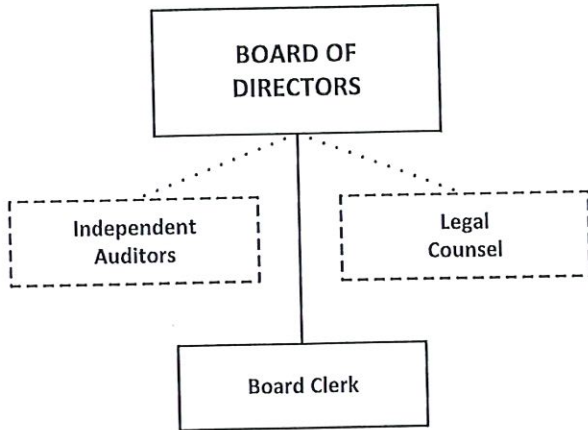 BOARD OF
DIRECTORS
Independent
Auditors
Legal
Counsel
Board Clerk